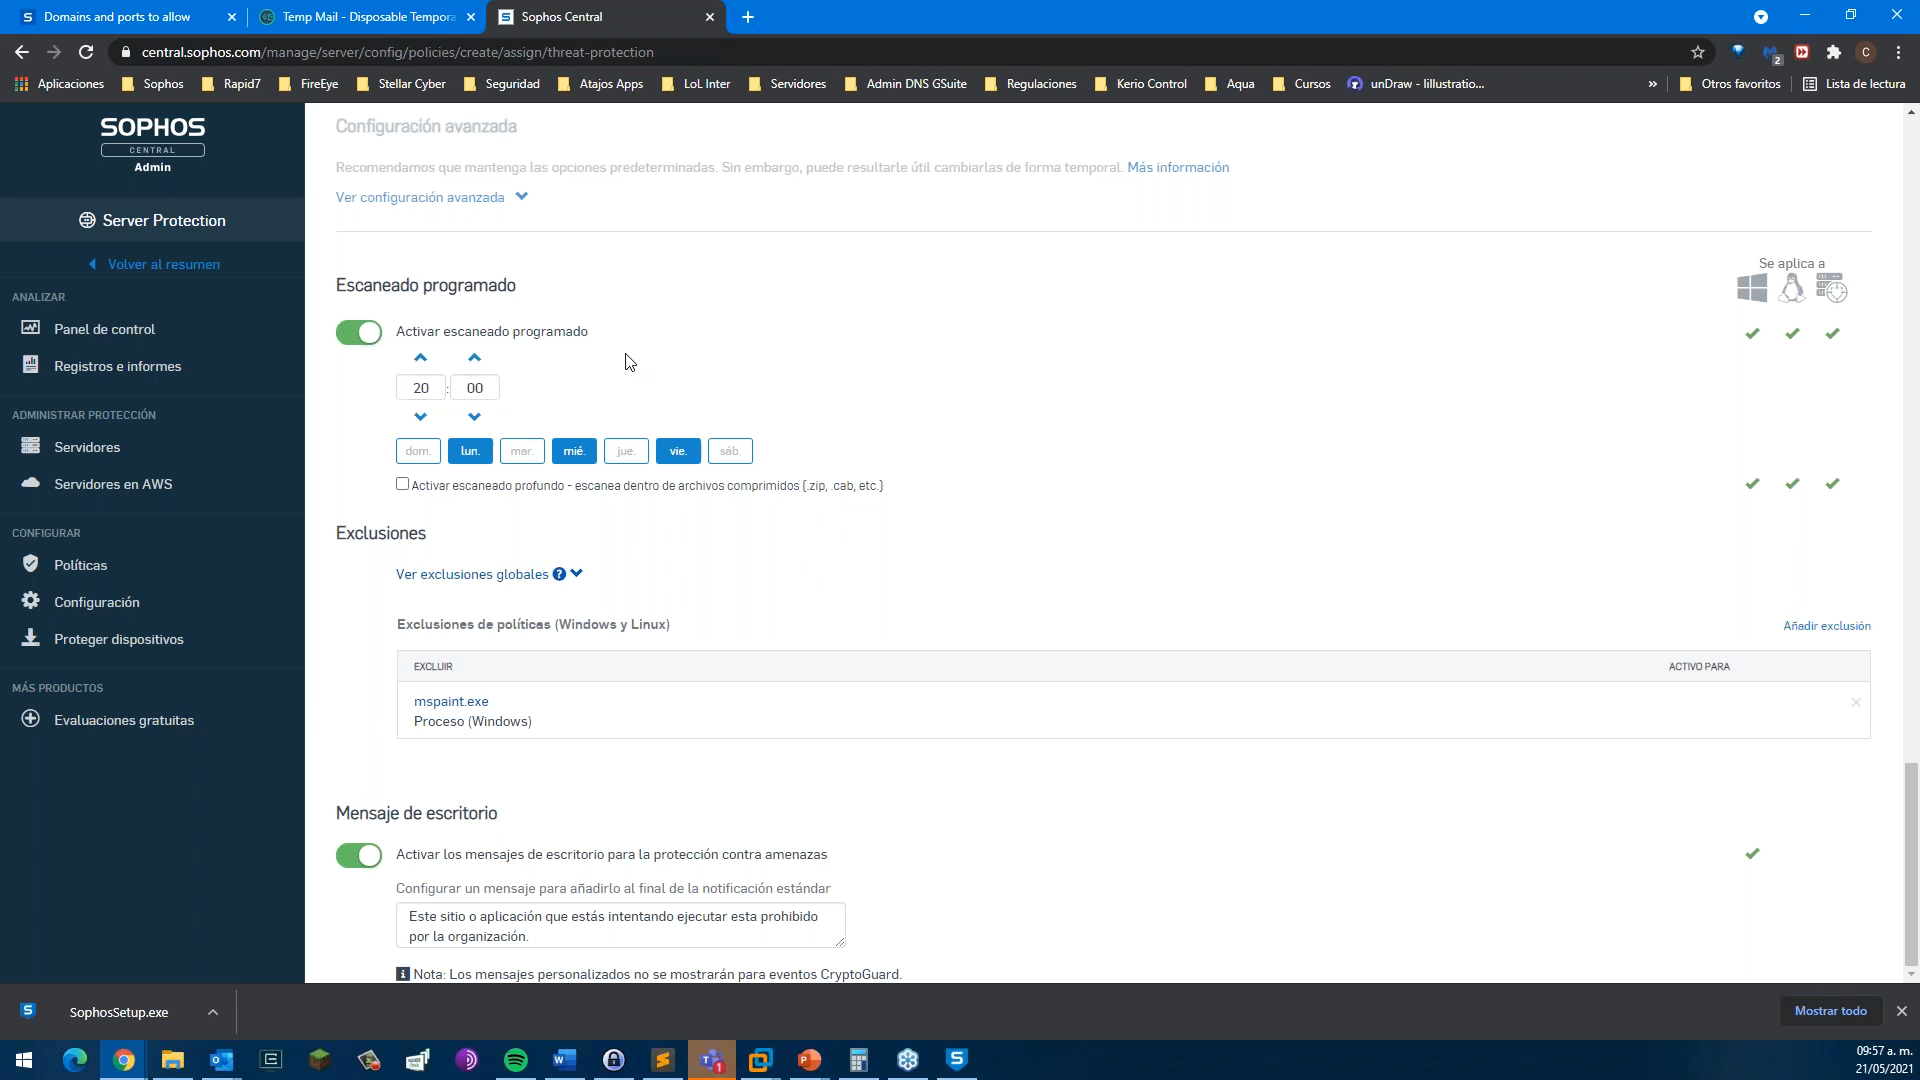 Domains and ports to allow
Temp Mail - Disposable Tempora
Sophos Central
central.sophos.com/manage/server/config/policies/create/assign/threat-protection
C
2
Aplicaciones
Sophos
Rapid7
FireEye
Stellar Cyber
Seguridad
Atajos Apps
LoL Inter
Servidores
Admin DNS GSuite
Regulaciones
Kerio Control
Aqua
Cursos
unDraw - Iillustratio...
»
Otros favoritos
Lista de lectura
SOPHOS
CENTRAL
Admin
Server Protection
Volver al resumen
ANALIZAR
Panel de control
Registros e informes
ADMINISTRAR PROTECCIÓN
Servidores
Servidores en AWS
CONFIGURAR
Políticas
Configuración
Proteger dispositivos
MÁS PRODUCTOS
Evaluaciones gratuitas
Configuración avanzada
Recomendamos que mantenga las opciones predeterminadas. Sin embargo, puede resultarle útil cambiarlas de forma temporal. Más información
Ver configuración avanzada
Se aplica a
Escaneado programado
Activar escaneado programado
20 : 00
dom. lun. mar. mié. jue. vie. sáb.
Activar escaneado profundo - escanea dentro de archivos comprimidos (.zip, .cab, etc.)
Exclusiones
Ver exclusiones globales ?
Exclusiones de políticas (Windows y Linux)
Añadir exclusión
EXCLUIR
ACTIVO PARA
mspaint.exe
Proceso (Windows)
Mensaje de escritorio
Activar los mensajes de escritorio para la protección contra amenazas
Configurar un mensaje para añadirlo al final de la notificación estándar
Este sitio o aplicación que estás intentando ejecutar esta prohibido
por la organización.
Nota: Los mensajes personalizados no se mostrarán para eventos CryptoGuard.
SophosSetup.exe
Mostrar todo
09:57 a. m.
21/05/2021